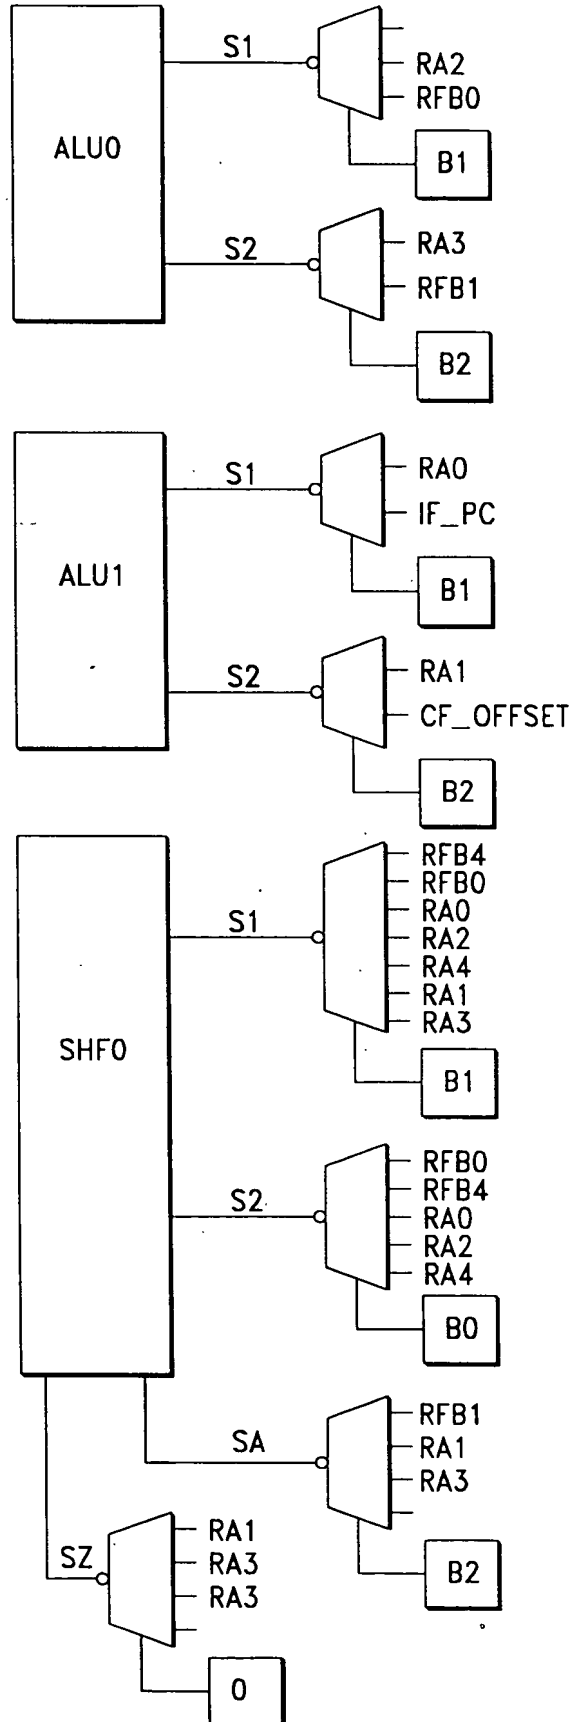 S1
RA2
RFB0
ALU0
B1
S2
RA3
RFB1
B2
S1
RA0
IF_PC
ALU1
B1
S2
RA1
CF_OFFSET
B2
RFB4
RFB0
S1
RA0
RA2
RA4
RA1
RA3
SHF0
B1
RFB0
S2
RFB4
RA0
RA2
RA4
B0
RFB1
SA
RA1
RA3
SZ
RA1
RA3
RA3
B2
0